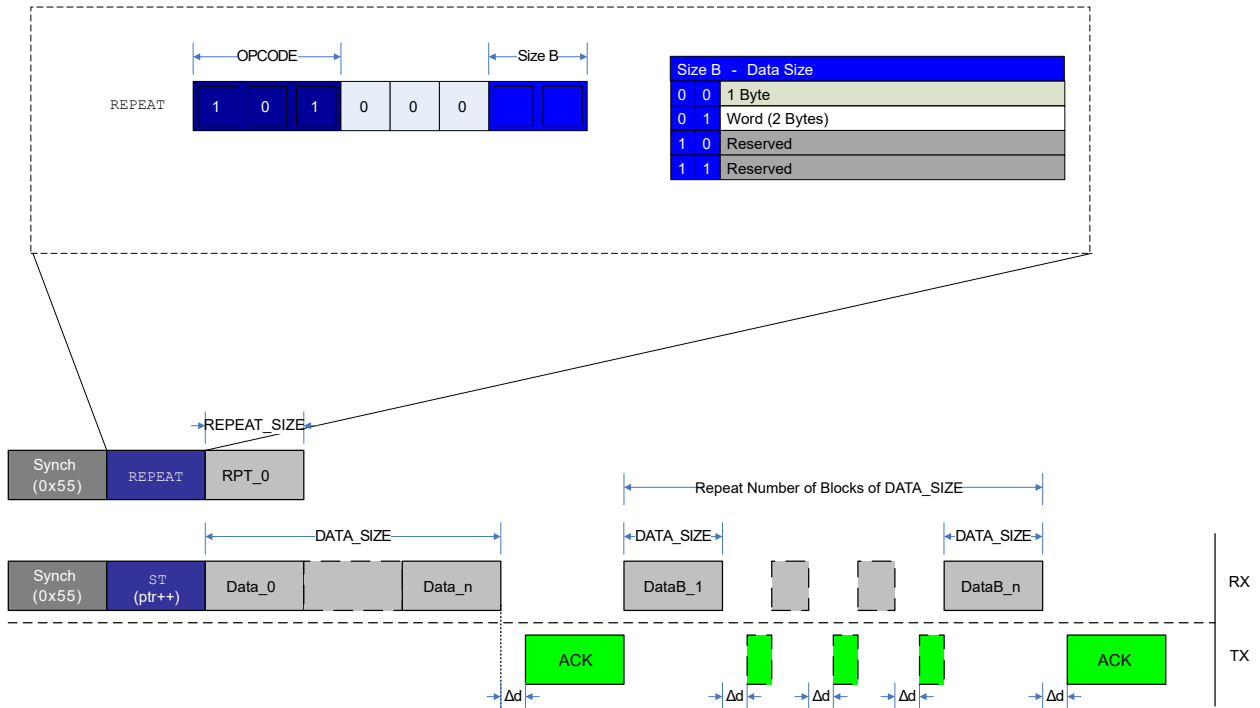 OPCODE
Size B
REPEAT
1 0 1 0 0 0
Size B - Data Size
0 0 1 Byte
0 1 Word (2 Bytes)
1 0 Reserved
1 1 Reserved
REPEAT_SIZE
Synch
(0x55)
REPEAT
RPT_0
Repeat Number of Blocks of DATA_SIZE
DATA_SIZE
DATA_SIZE
DATA_SIZE
Synch
(0x55)
ST
(ptr++)
Data_0
Data_n
DataB_1
DataB_n
RX
ACK
ACK
TX
Δd
Δd
Δd
Δd
Δd